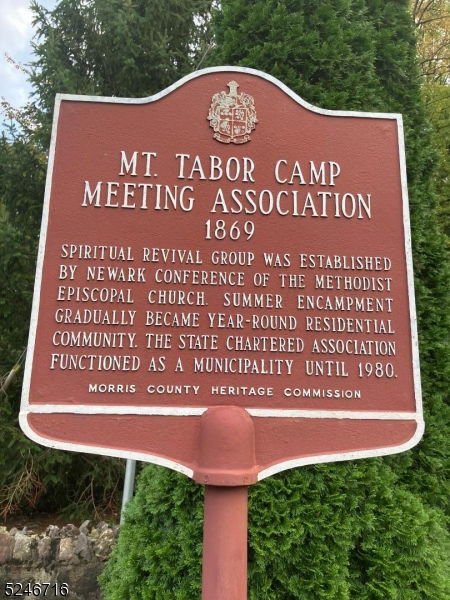 MT. TABOR CAMP
MEETING ASSOCIATION
1869
SPIRITUAL REVIVAL GROUP WAS ESTABLISHED
BY NEWARK CONFERENCE OF THE METHODIST
EPISCOPAL CHURCH. SUMMER ENCAMPMENT
GRADUALLY BECAME YEAR-ROUND RESIDENTIAL
COMMUNITY. THE STATE CHARTERED ASSOCIATION
FUNCTIONED AS A MUNICIPALITY UNTIL 1980.
MORRIS COUNTY HERITAGE COMMISSION
5246716